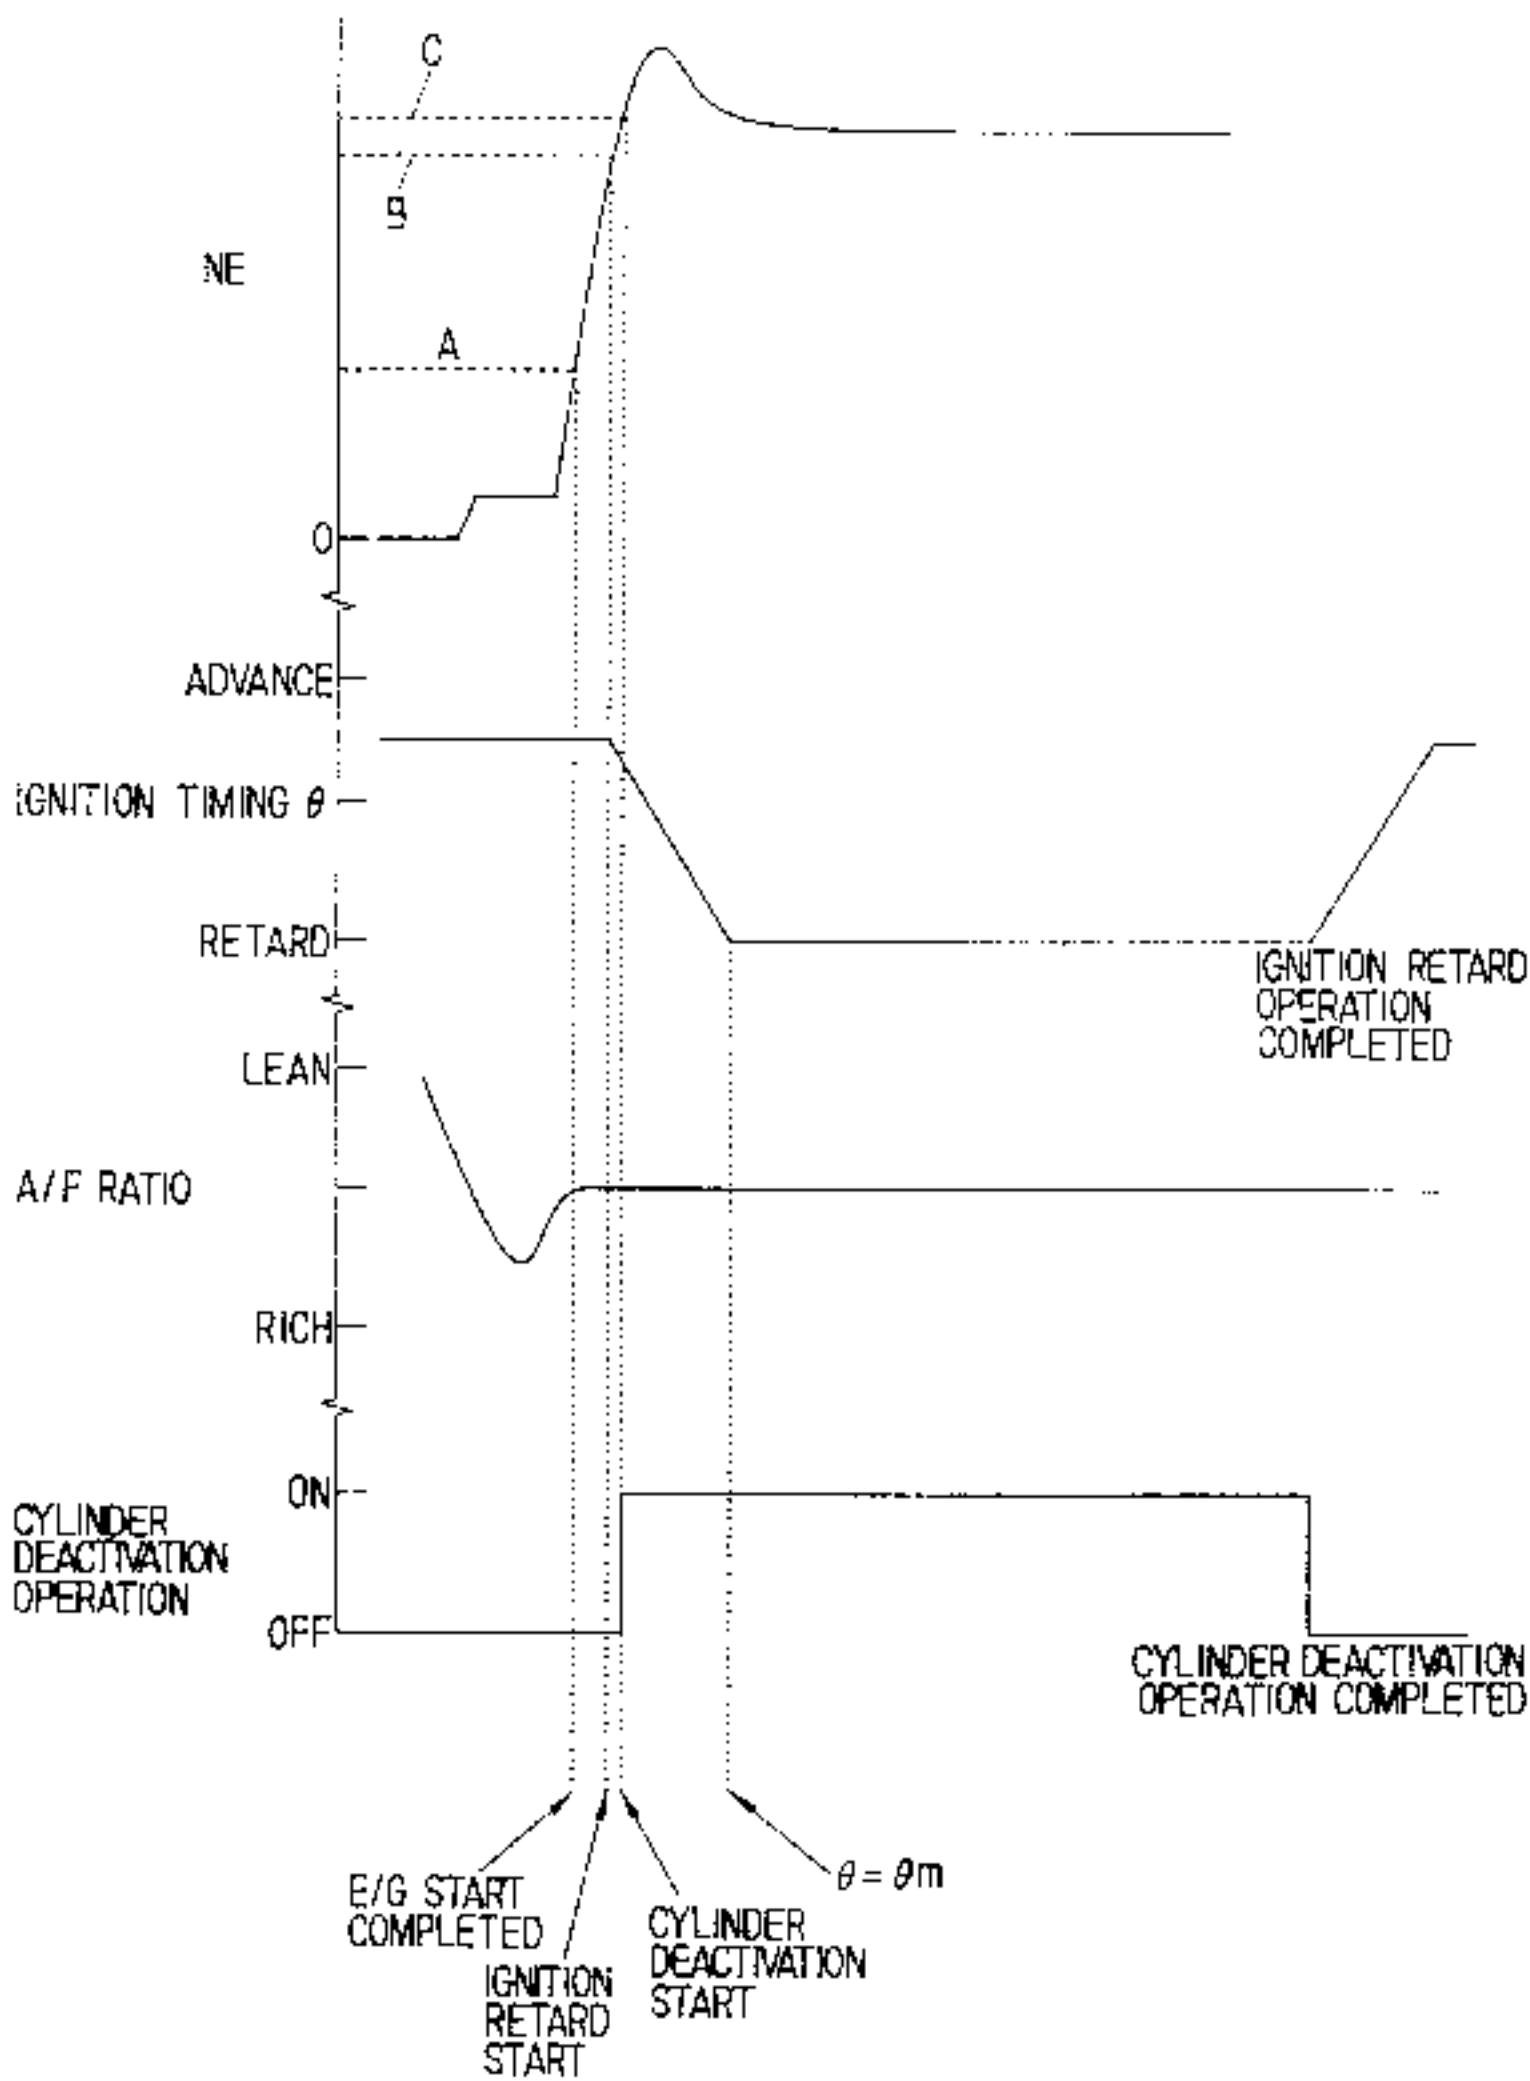 C
B
NE
A
0
ADVANCE
IGNITION TIMING θ
RETARD
IGNITION RETARD
OPERATION
COMPLETED
LEAN
A/F RATIO
RICH
ON
CYLINDER
DEACTIVATION
OPERATION
OFF
CYLINDER DEACTIVATION
OPERATION COMPLETED
E/G START
COMPLETED
IGNITION
RETARD
START
CYLINDER
DEACTIVATION
START
θ = θm